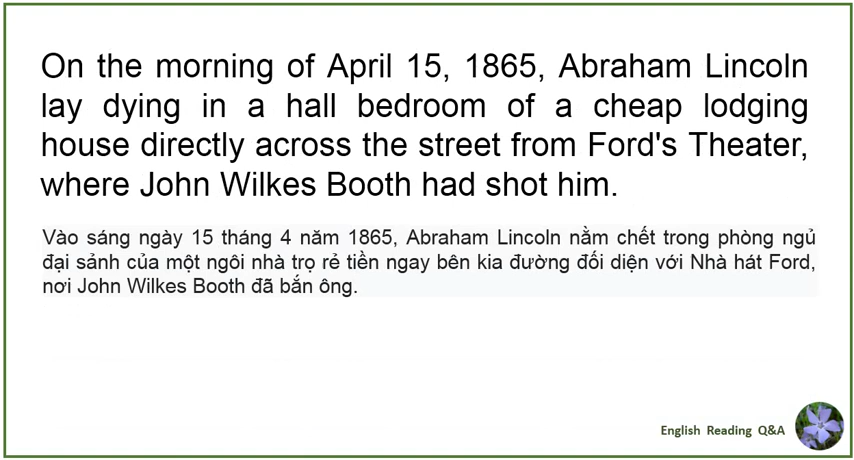 On the morning of April 15, 1865, Abraham Lincoln
lay dying in a hall bedroom of a cheap lodging
house directly across the street from Ford's Theater,
where John Wilkes Booth had shot him.
Vào sáng ngày 15 tháng 4 năm 1865, Abraham Lincoln nằm chết trong phòng ngủ
đại sảnh của một ngôi nhà trọ rẻ tiền ngay bên kia đường đối diện với Nhà hát Ford,
nơi John Wilkes Booth đã bắn ông.
English Reading Q&A